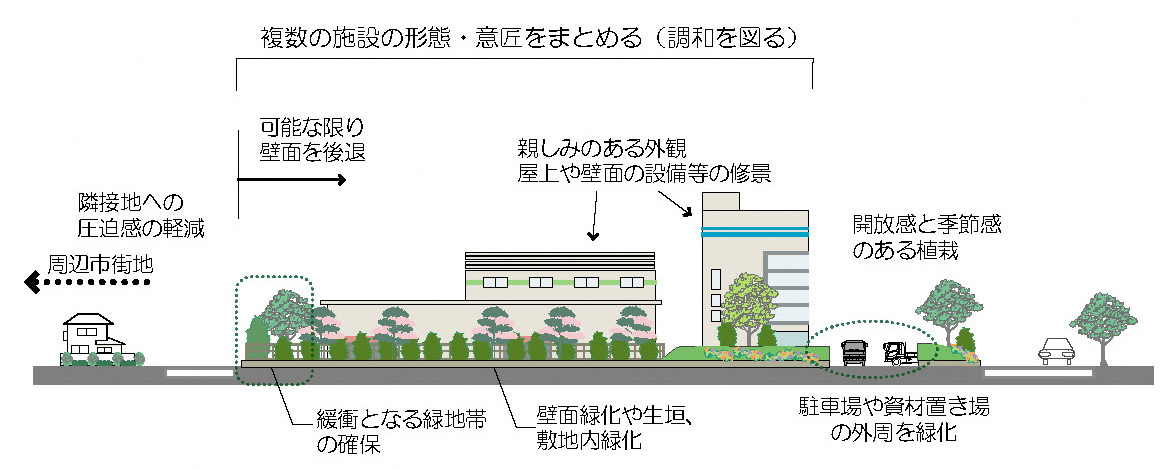 複数の施設の形態・意匠をまとめる（調和を図る）
可能な限り
壁面を後退
親しみのある外観
屋上や壁面の設備等の修景
隣接地への
圧迫感の軽減
周辺市街地
開放感と季節感
のある植栽
緩衝となる緑地帯
の確保
壁面緑化や生垣、
敷地内緑化
駐車場や資材置き場
の外周を緑化